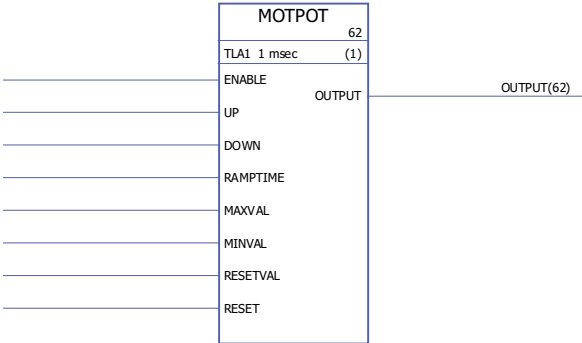 MOTPOT
62
TLA1 1 msec (1)
ENABLE
OUTPUT
OUTPUT(62)
UP
DOWN
RAMPTIME
MAXVAL
MINVAL
RESETVAL
RESET